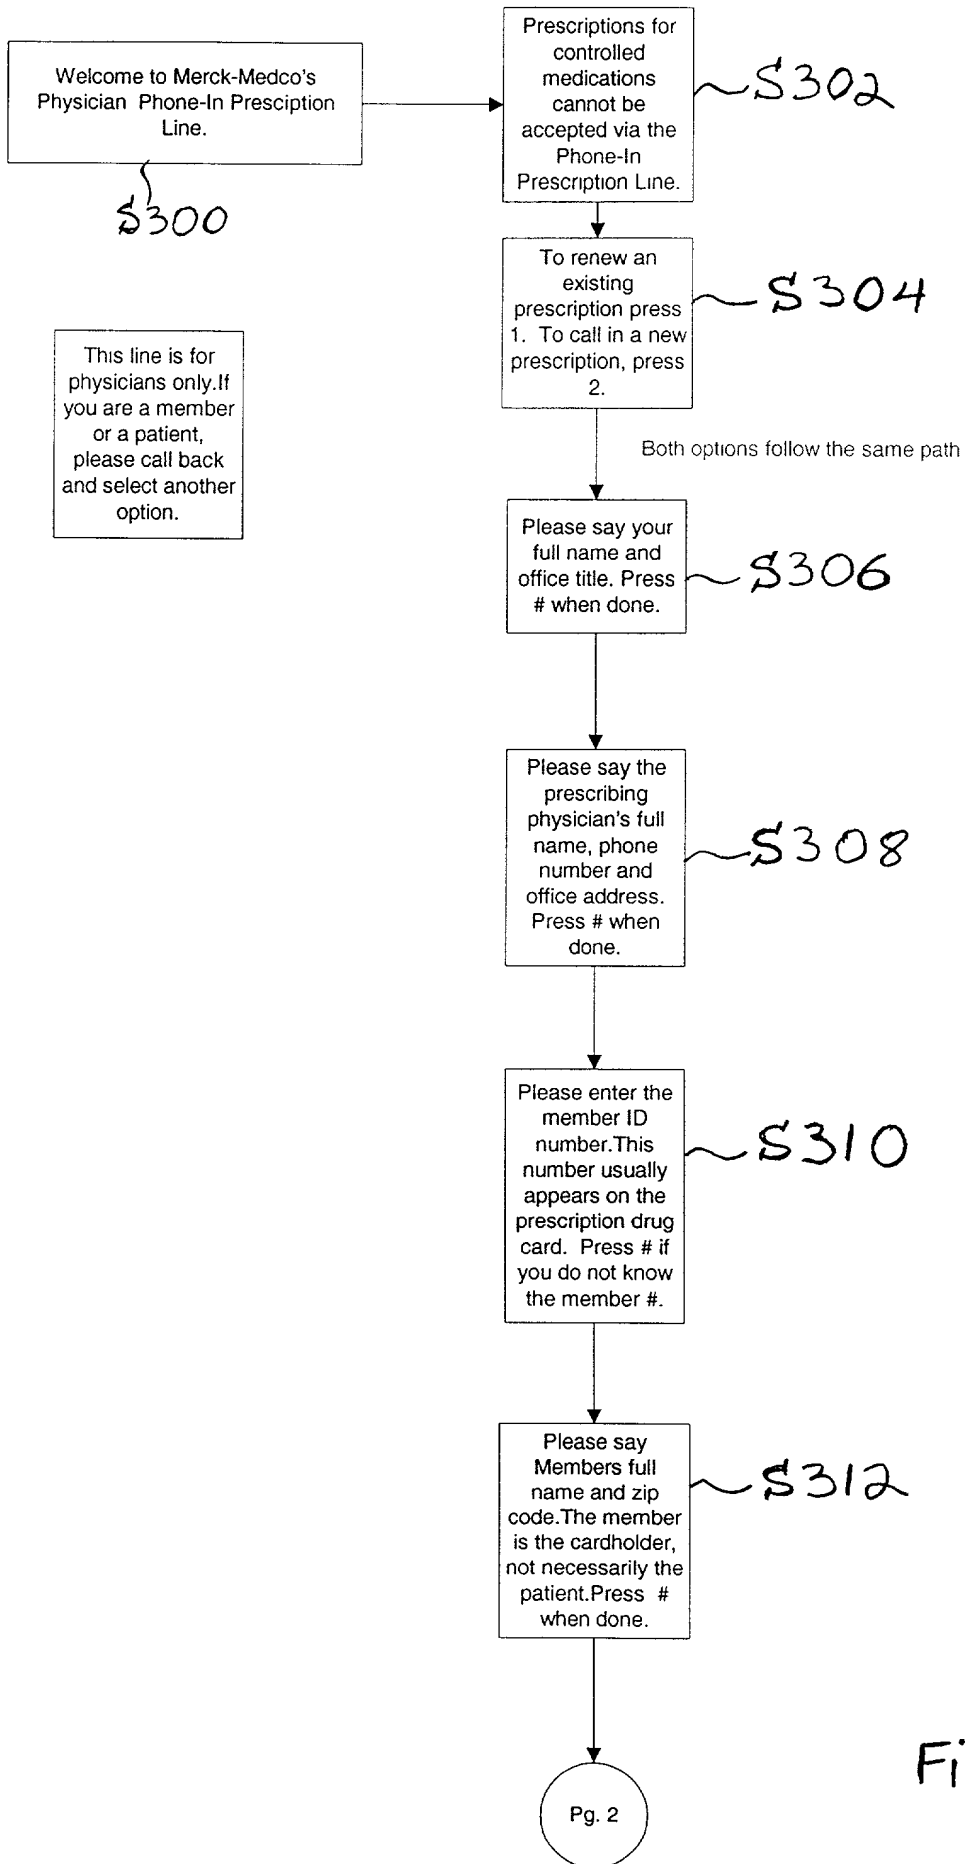 Welcome to Merck-Medco's
Physician Phone-In Presciption
Line.
S300
This line is for
physicians only.If
you are a member
or a patient,
please call back
and select another
option.
Prescriptions for
controlled
medications
cannot be
accepted via the
Phone-In
Prescription Line.
S302
To renew an
existing
prescription press
1. To call in a new
prescription, press
2.
S304
Both options follow the same path
Please say your
full name and
office title. Press
# when done.
S306
Please say the
prescribing
physician's full
name, phone
number and
office address.
Press # when
done.
S308
Please enter the
member ID
number.This
number usually
appears on the
prescription drug
card. Press # if
you do not know
the member #.
S310
Please say
Members full
name and zip
code.The member
is the cardholder,
not necessarily the
patient.Press #
when done.
S312
Pg. 2
Fi